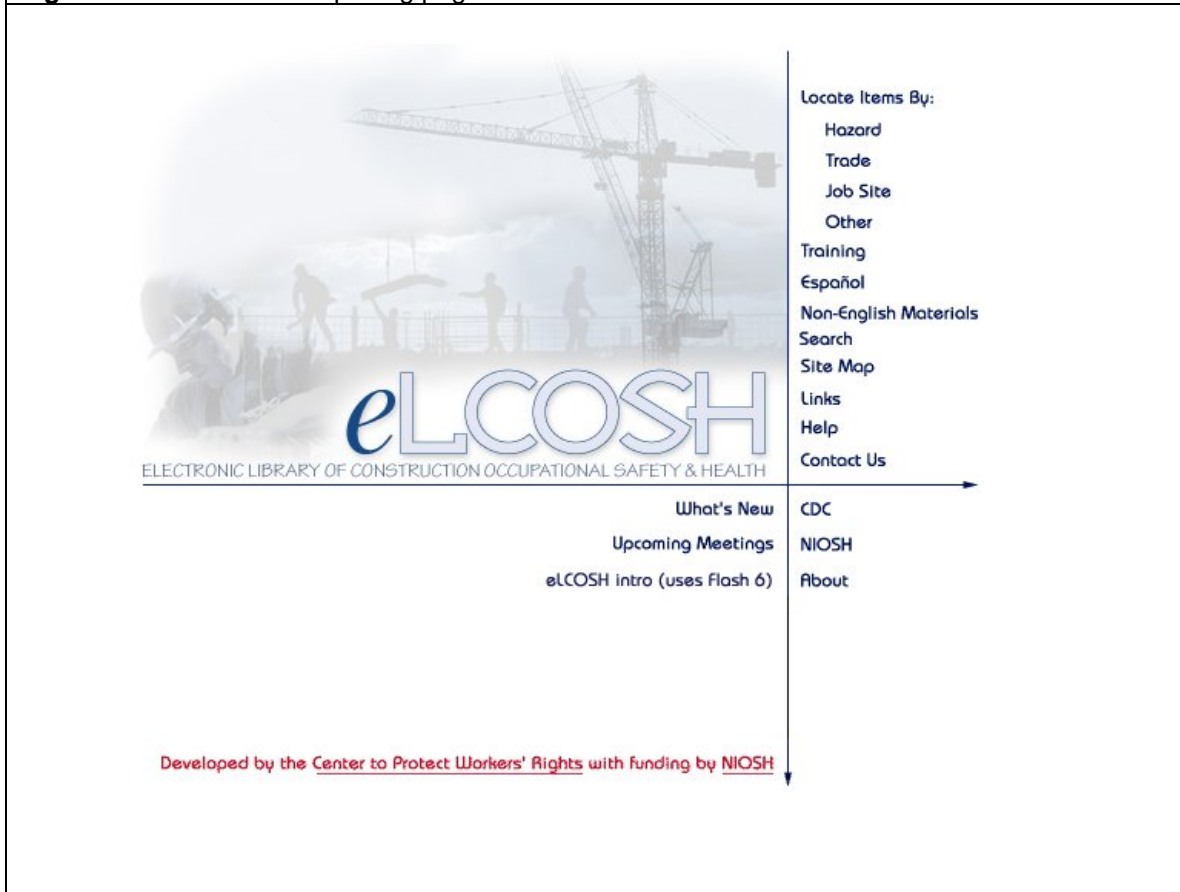 Locate Items By:
Hazard
Trade
Job Site
Other
Training
Español
Non-English Materials
Search
Site Map
Links
Help
Contact Us
eLCOSH
ELECTRONIC LIBRARY OF CONSTRUCTION OCCUPATIONAL SAFETY & HEALTH
What's New
CDC
Upcoming Meetings
NIOSH
eLCOSH intro (uses Flash 6)
About
Developed by the Center to Protect Workers' Rights with funding by NIOSH